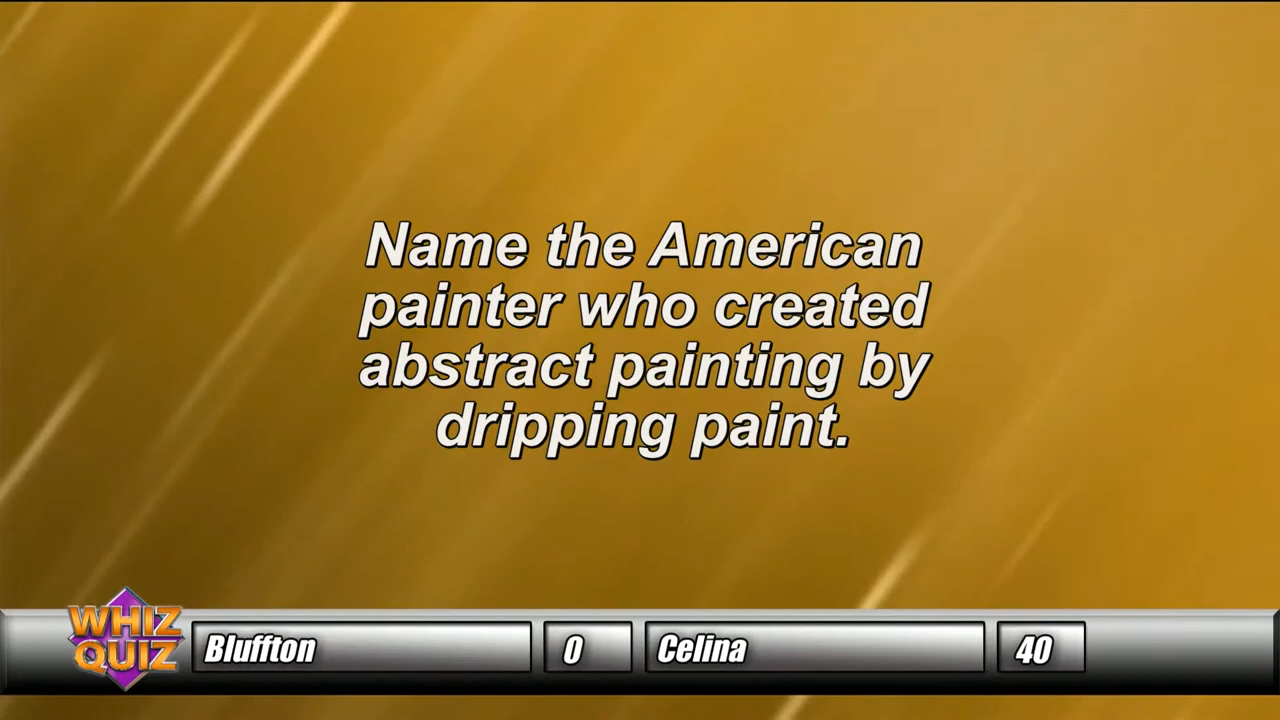 Name the American
painter who created
abstract painting by
dripping paint.
WHIZ
QUIZ
Bluffton 0 Celina 40